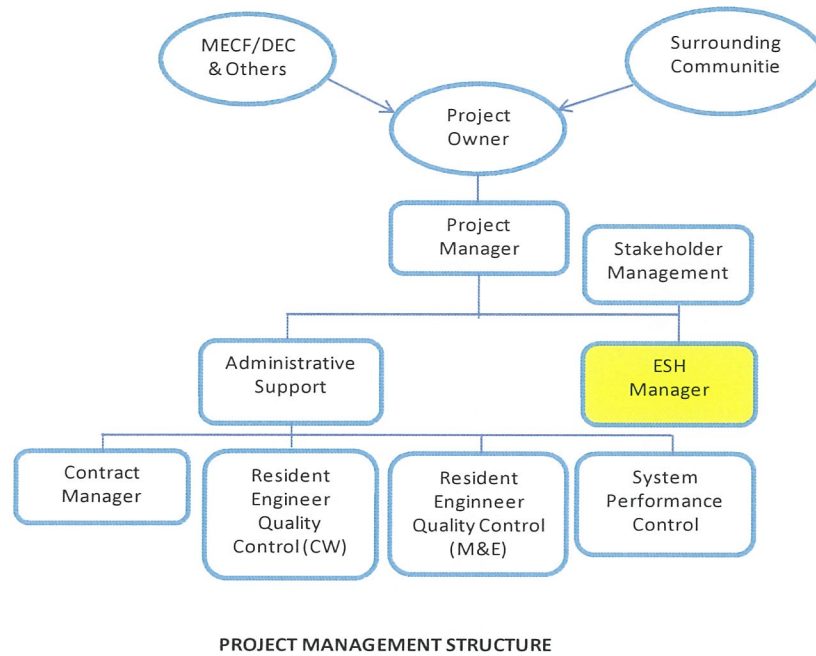 MECF/DEC
& Others
Surrounding
Communitie
Project
Owner
Project
Manager
Stakeholder
Management
Administrative
Support
ESH
Manager
Contract
Manager
Resident
Engineer
Quality
Control (CW)
Resident
Enginneer
Quality Control
(M&E)
System
Performance
Control
PROJECT MANAGEMENT STRUCTURE